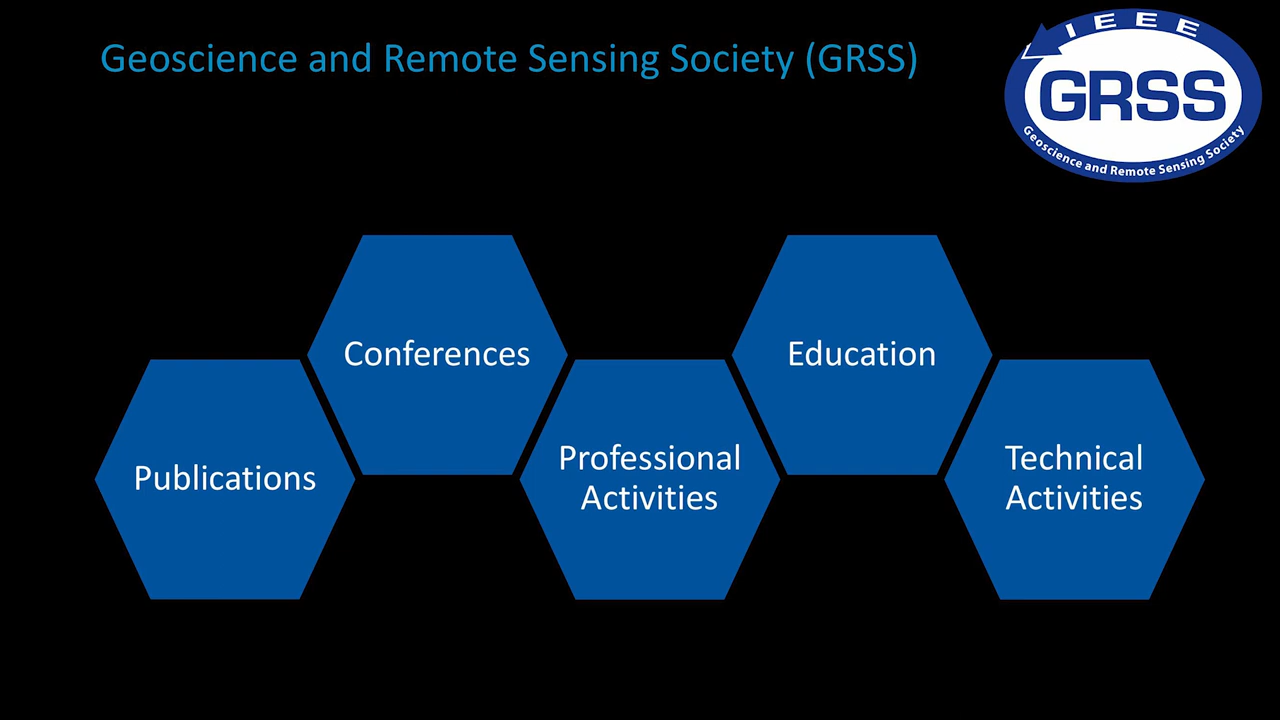 Geoscience and Remote Sensing Society (GRSS)
IEEE
GRSS
Geoscience and Remote Sensing Society
Publications
Conferences
Professional
Activities
Education
Technical
Activities